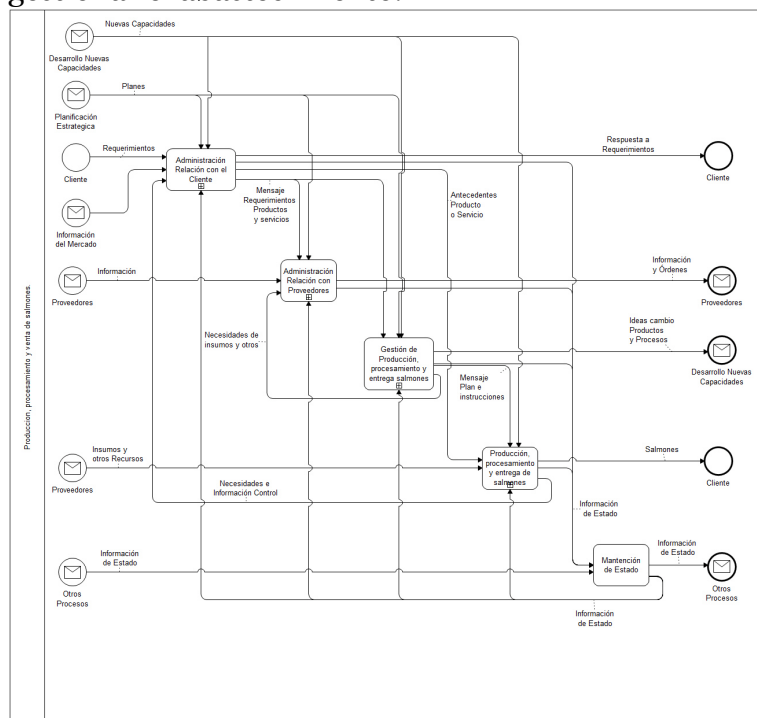 Produccion, procesamiento y venta de salmones.
Nuevas Capacidades
Desarrollo Nuevas
Capacidades
Planes
Planificación
Estrategica
Requerimientos
Cliente
Administración
Relación con el
Cliente
Respuesta a
Requerimientos
Cliente
Mensaje
Requerimientos
Productos
y servicios
Antecedentes
Producto
o Servicio
Información
del Mercado
Información
Proveedores
Administración
Relación con
Proveedores
Información
y Órdenes
Proveedores
Necesidades de
insumos y otros
Gestión de
Producción,
procesamiento y
entrega salmones
Ideas cambio
Productos
y Procesos
Desarrollo Nuevas
Capacidades
Mensaje
Plan e
instrucciones
Insumos y
otros Recursos
Proveedores
Producción,
procesamiento
y entrega de
salmones
Salmones
Cliente
Necesidades e
Información Control
Información
de Estado
Información
de Estado
Otros
Procesos
Mantención
de Estado
Información
de Estado
Otros
Procesos
Información
de Estado